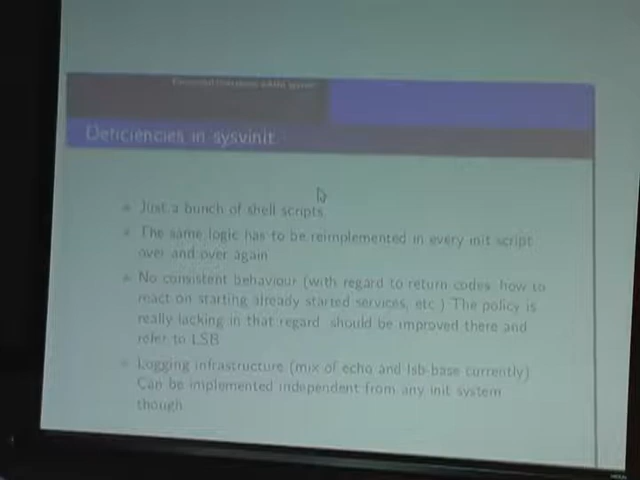 Deficiencies in sysvinit
Just a bunch of shell scripts.
The same logic has to be reimplemented in every init script
over and over again
No consistent behaviour (with regard to return codes, how to
react on starting already started services, etc.) The policy is
really lacking in that regard, should be improved there and
refer to LSB
Logging infrastructure (mix of echo and lsb-base currently)
Can be implemented independent from any init system
though.